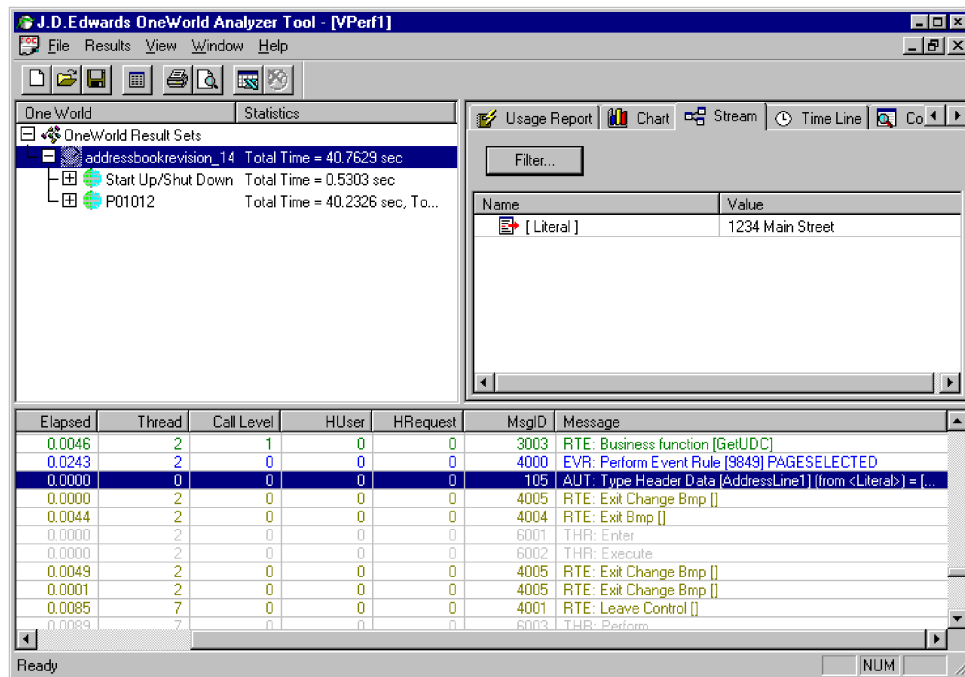 J.D.Edwards OneWorld Analyzer Tool - [VPerf1]
File Results View Window Help
One World Statistics
OneWorld Result Sets
addressbookrevision_14 Total Time = 40.7629 sec
Start Up/Shut Down Total Time = 0.5303 sec
P01012 Total Time = 40.2326 sec, To...
Usage Report Chart Stream Time Line Co
Filter...
Name Value
[ Literal ] 1234 Main Street
Elapsed Thread Call Level HUser HRequest MsgID Message
0.0046 2 1 0 0 3003 RTE: Business function [GetUDC]
0.0243 2 0 0 0 4000 EVR: Perform Event Rule [9849] PAGESELECTED
0.0000 0 0 0 0 105 AUT: Type Header Data [AddressLine1] (from <Literal>) = [...
0.0000 2 0 0 0 4005 RTE: Exit Change Bmp []
0.0044 2 0 0 0 4004 RTE: Exit Bmp []
0.0000 2 0 0 0 6001 THR: Enter
0.0000 2 0 0 0 6002 THR: Execute
0.0049 2 0 0 0 4005 RTE: Exit Change Bmp []
0.0001 2 0 0 0 4005 RTE: Exit Change Bmp []
0.0085 7 0 0 0 4001 RTE: Leave Control []
0.0089 7 0 0 0 6003 THR: Perform
Ready NUM